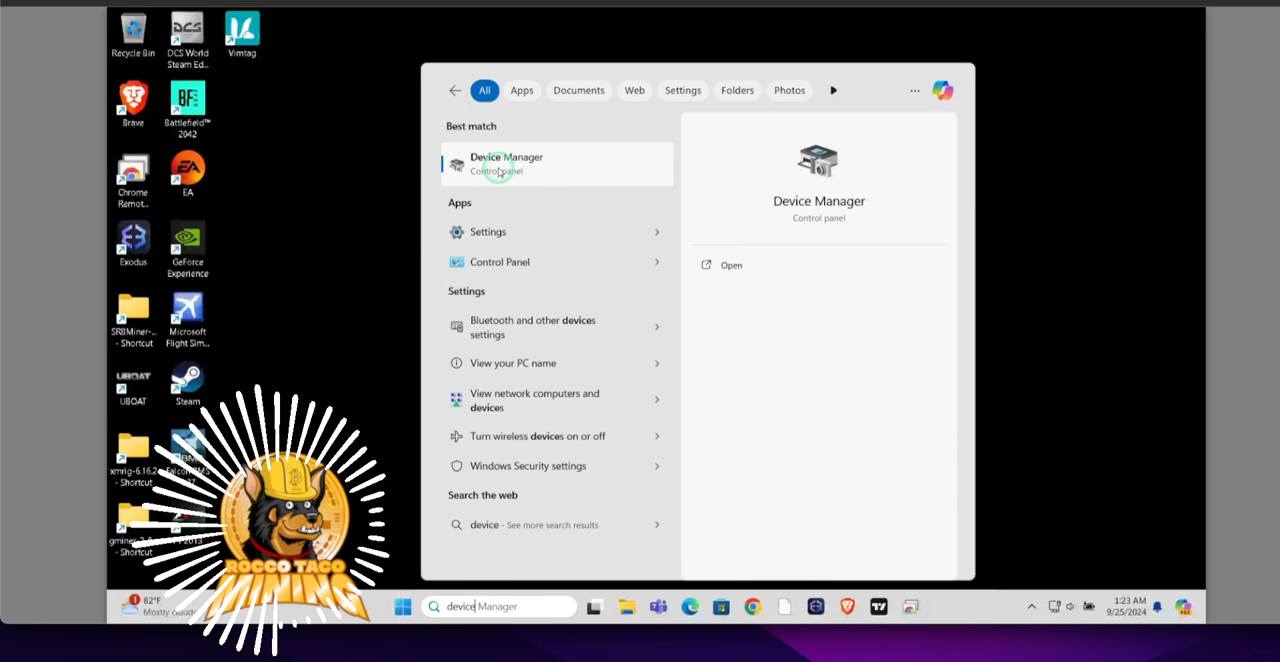 Recycle Bin
DCS World
Steam Ed...
Vimtag
Brave
Battlefield™
2042
Chrome
Remot...
EA
Exodus
GeForce
Experience
SRBMiner-...
- Shortcut
Microsoft
Flight Sim...
UBOAT
UBOAT
Steam
xmrig-6.16.2
- Shortcut
- Shortcut
ROCCO TACO
MINING
All
Apps
Documents
Web
Settings
Folders
Photos
Best match
Device Manager
Control panel
Apps
Settings
Control Panel
Settings
Bluetooth and other devices
settings
View your PC name
View network computers and
devices
Turn wireless devices on or off
Windows Security settings
Search the web
device - See more search results
Device Manager
Control panel
Open
1
82°F
Mostly cloudy
device Manager
1:23 AM
9/25/2024